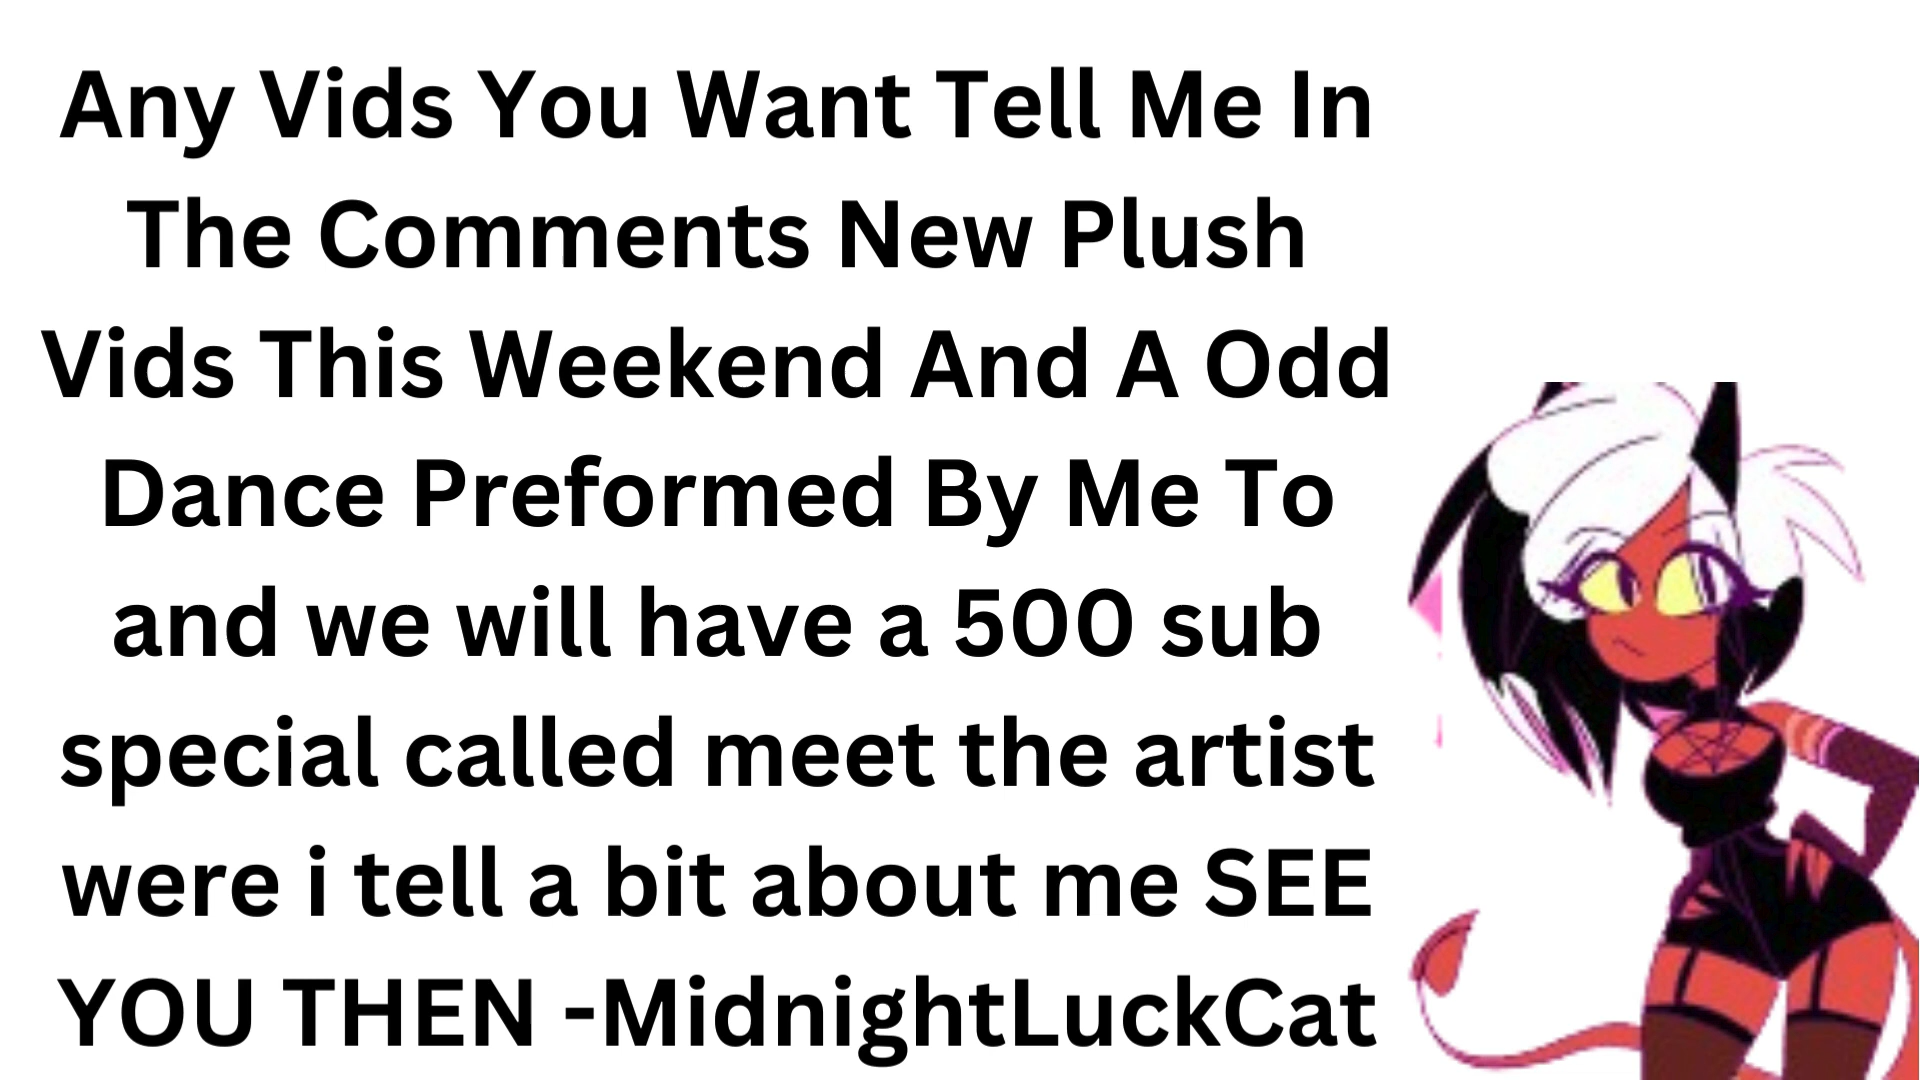 Any Vids You Want Tell Me In
The Comments New Plush
Vids This Weekend And A Odd
Dance Preformed By Me To
and we will have a 500 sub
special called meet the artist
were i tell a bit about me SEE
YOU THEN -MidnightLuckCat